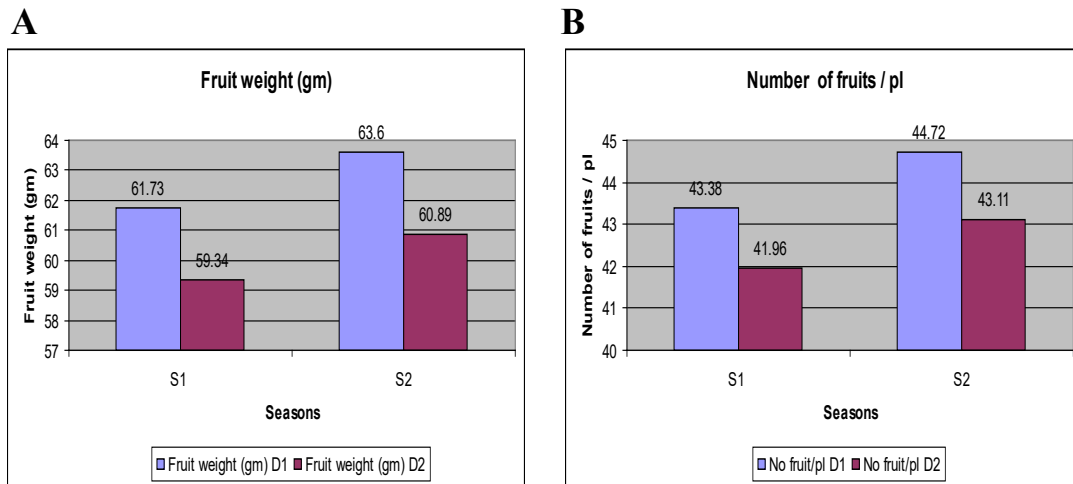 A
Fruit weight (gm)
Fruit weight (gm)
64
63
62
61
60
59
58
57
61.73
59.34
63.6
60.89
S1
S2
Seasons
Fruit weight (gm) D1
Fruit weight (gm) D2
B
Number of fruits / pl
Number of fruits / pl
45
44
43
42
41
40
43.38
41.96
44.72
43.11
S1
S2
Seasons
No fruit/pl D1
No fruit/pl D2